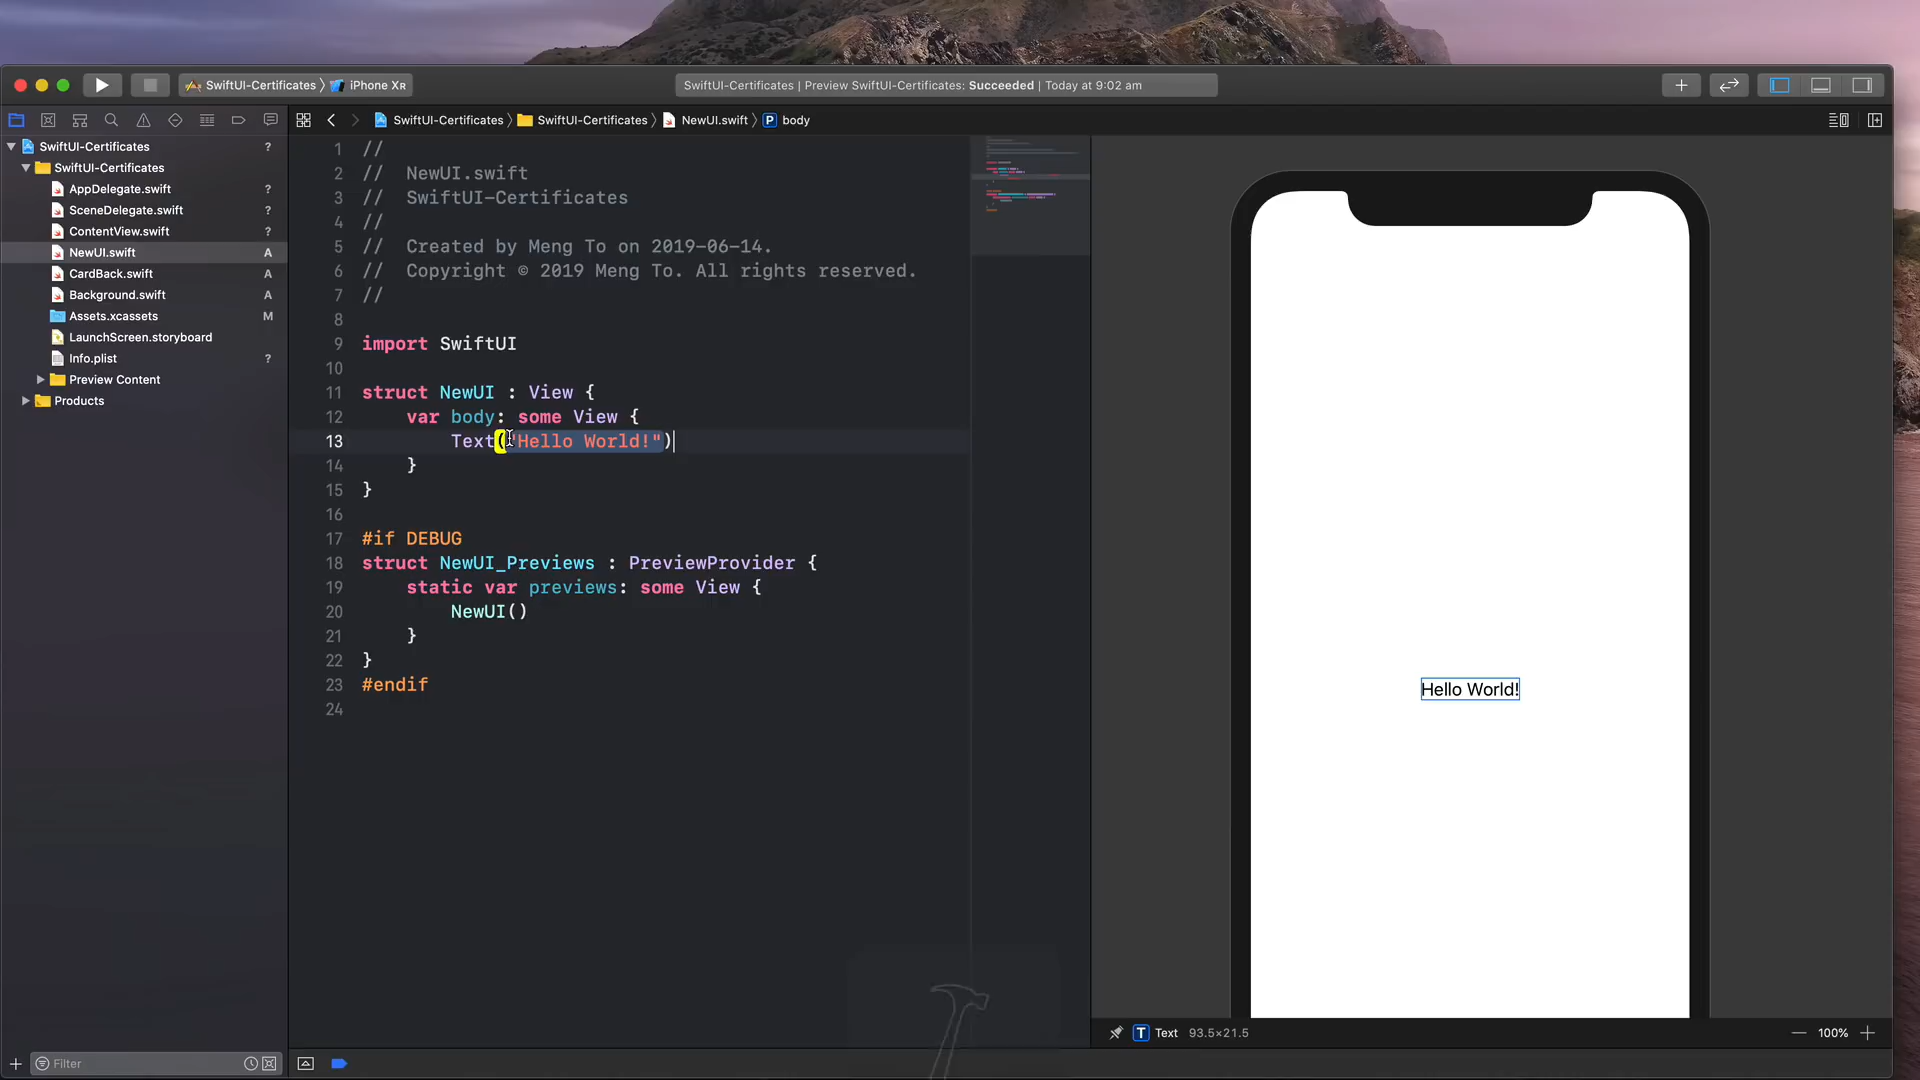 SwiftUI-Certificates 〉 iPhone XR
SwiftUI-Certificates | Preview SwiftUI-Certificates: Succeeded | Today at 9:02 am
SwiftUI-Certificates 〉 SwiftUI-Certificates 〉 NewUI.swift 〉 P body
SwiftUI-Certificates ?
SwiftUI-Certificates
AppDelegate.swift ?
SceneDelegate.swift ?
ContentView.swift ?
NewUI.swift A
CardBack.swift A
Background.swift A
Assets.xcassets M
LaunchScreen.storyboard
Info.plist ?
Preview Content
Products
Filter
1 //
2 // NewUI.swift
3 // SwiftUI-Certificates
4 //
5 // Created by Meng To on 2019-06-14.
6 // Copyright © 2019 Meng To. All rights reserved.
7 //
8
9 import SwiftUI
10
11 struct NewUI : View {
12 var body: some View {
13 Text("Hello World!")
14 }
15 }
16
17 #if DEBUG
18 struct NewUI_Previews : PreviewProvider {
19 static var previews: some View {
20 NewUI()
21 }
22 }
23 #endif
24
Hello World!
T Text 93.5×21.5
100%